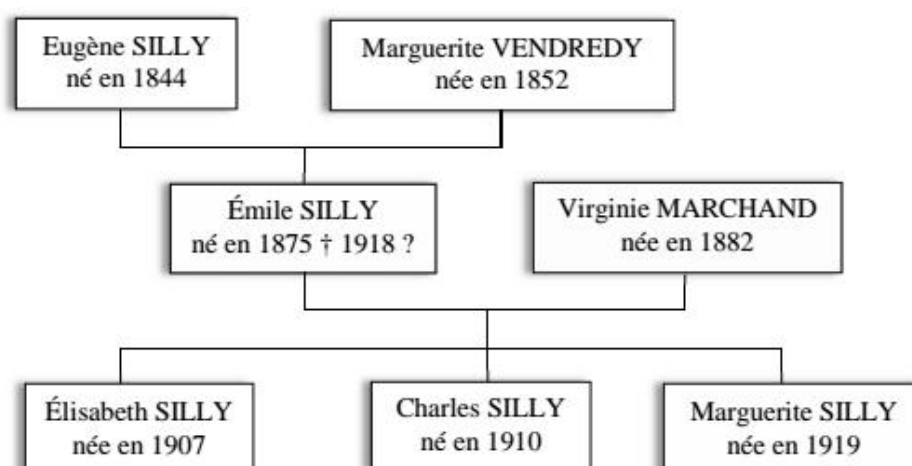 Eugène SILLY
né en 1844
Marguerite VENDREDY
née en 1852
Émile SILLY
né en 1875 † 1918 ?
Virginie MARCHAND
née en 1882
Élisabeth SILLY
née en 1907
Charles SILLY
né en 1910
Marguerite SILLY
née en 1919